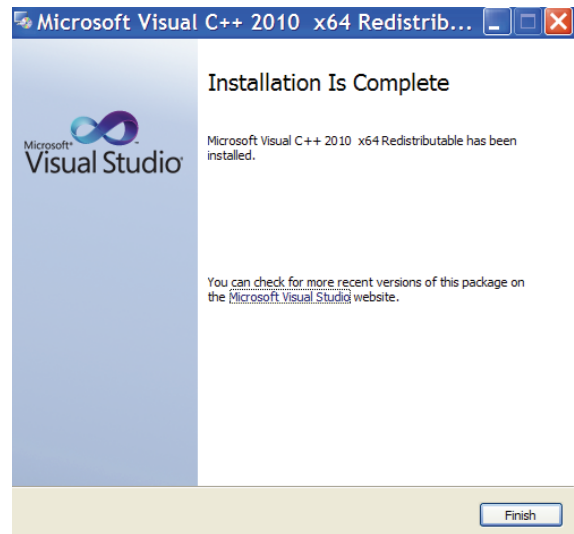 Microsoft Visual C++ 2010 x64 Redistrib...
Installation Is Complete
Microsoft Visual C++ 2010 x64 Redistributable has been
installed.
Microsoft®
Visual Studio
You can check for more recent versions of this package on
the Microsoft Visual Studio website.
Finish